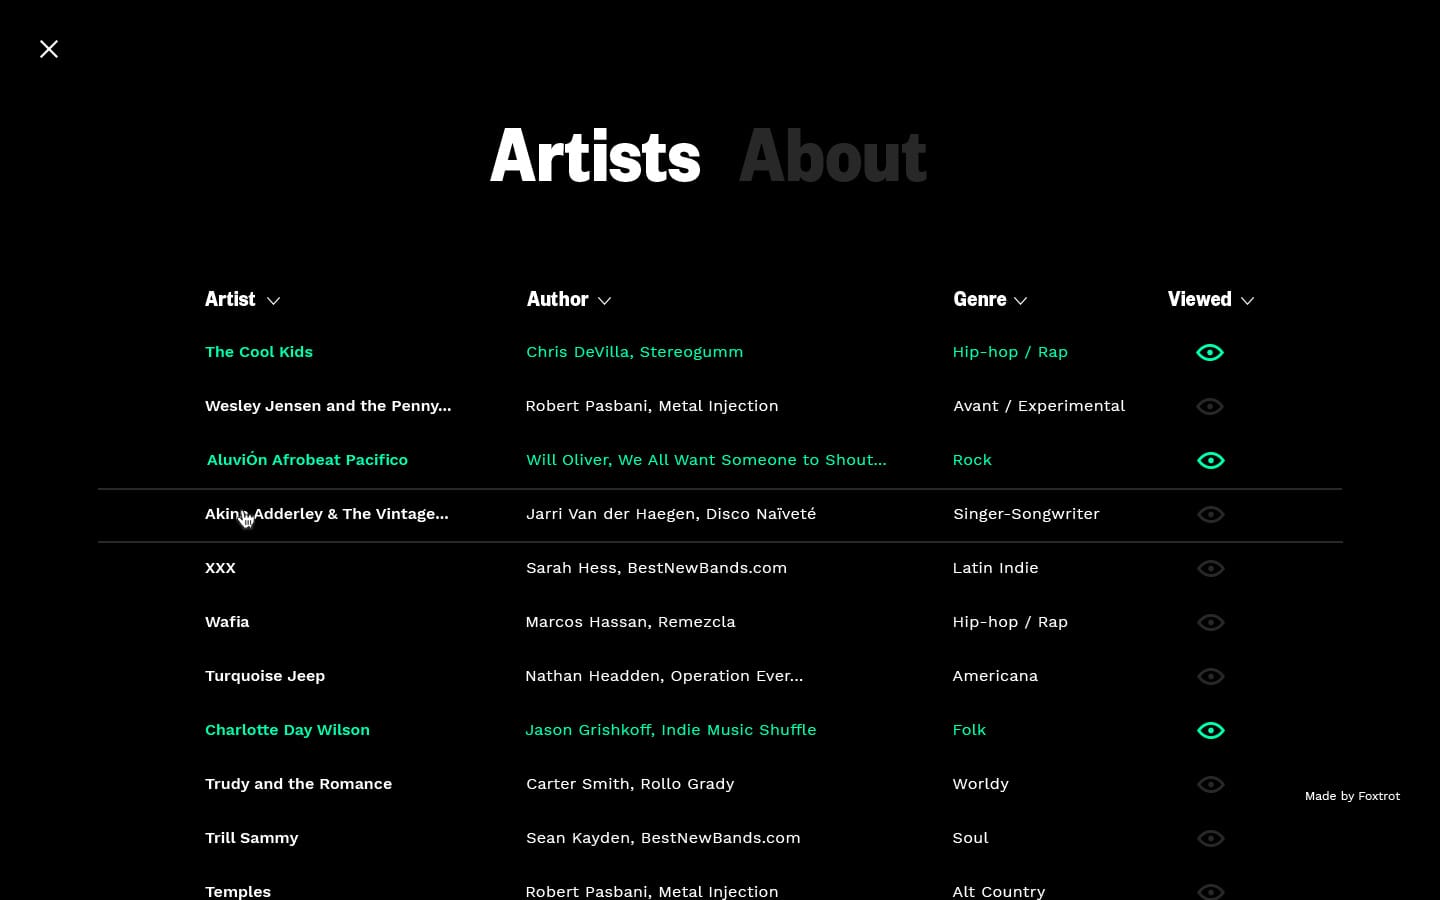 Artists About
Artist Author Genre Viewed
The Cool Kids Chris DeVilla, Stereogumm Hip-hop / Rap
Wesley Jensen and the Penny... Robert Pasbani, Metal Injection Avant / Experimental
AluviÓn Afrobeat Pacifico Will Oliver, We All Want Someone to Shout... Rock
Adderley & The Vintage... Jarri Van der Haegen, Disco Naïveté Singer-Songwriter
XXX Sarah Hess, BestNewBands.com Latin Indie
Wafia Marcos Hassan, Remezcla Hip-hop / Rap
Turquoise Jeep Nathan Headden, Operation Ever... Americana
Charlotte Day Wilson Jason Grishkoff, Indie Music Shuffle Folk
Trudy and the Romance Carter Smith, Rollo Grady Worldy
Made by Foxtrot
Trill Sammy Sean Kayden, BestNewBands.com Soul
Temples Robert Pasbani, Metal Injection Alt Country